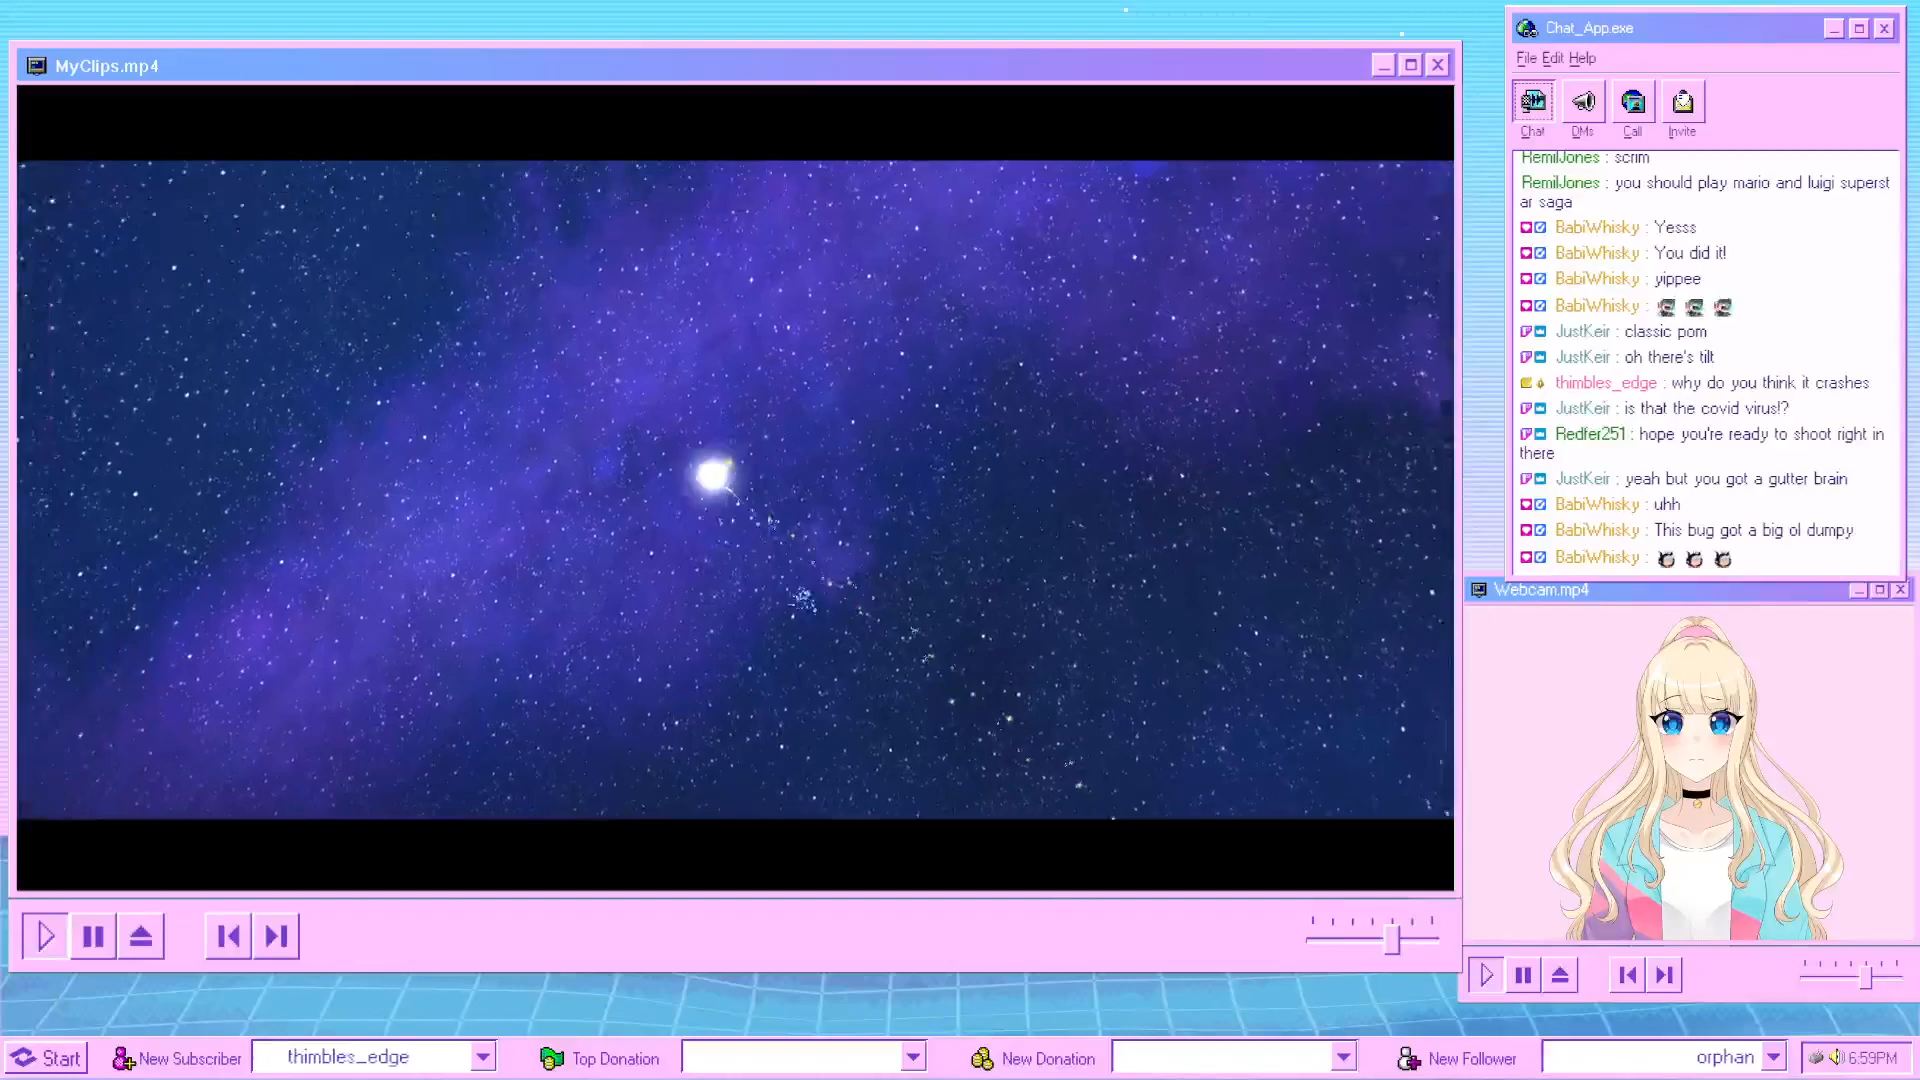 MyClips.mp4
Chat_App.exe
File Edit Help
Chat DMs Call Invite
RemilJones : scrim
RemilJones : you should play mario and luigi superst
ar saga
BabiWhisky : Yesss
BabiWhisky : You did it!
BabiWhisky : yippee
BabiWhisky :
JustKeir : classic pom
JustKeir : oh there's tilt
thimbles_edge : why do you think it crashes
JustKeir : is that the covid virus!?
Redfer251 : hope you're ready to shoot right in
there
JustKeir : yeah but you got a gutter brain
BabiWhisky : uhh
BabiWhisky : This bug got a big ol dumpy
BabiWhisky :
Webcam.mp4
Start New Subscriber thimbles_edge Top Donation New Donation New Follower orphan 6:59PM